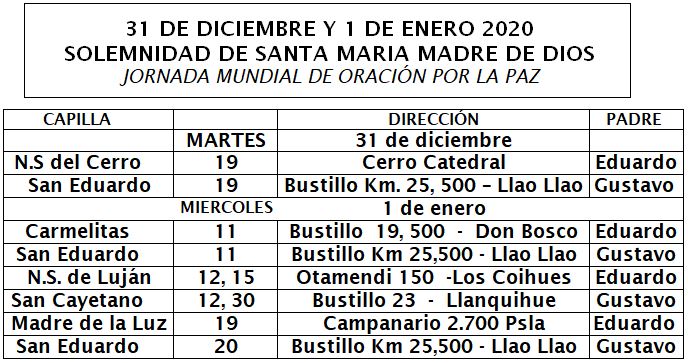 31 DE DICIEMBRE Y 1 DE ENERO 2020
SOLEMNIDAD DE SANTA MARIA MADRE DE DIOS
JORNADA MUNDIAL DE ORACIÓN POR LA PAZ
CAPILLA DIRECCIÓN PADRE
MARTES 31 de diciembre
N.S del Cerro 19 Cerro Catedral Eduardo
San Eduardo 19 Bustillo Km. 25, 500 – Llao Llao Gustavo
MIERCOLES 1 de enero
Carmelitas 11 Bustillo 19, 500 - Don Bosco Eduardo
San Eduardo 11 Bustillo Km 25,500 - Llao Llao Gustavo
N.S. de Luján 12, 15 Otamendi 150 -Los Coihues Eduardo
San Cayetano 12, 30 Bustillo 23 - Llanquihue Gustavo
Madre de la Luz 19 Campanario 2.700 Psla Eduardo
San Eduardo 20 Bustillo Km 25,500 - Llao Llao Gustavo